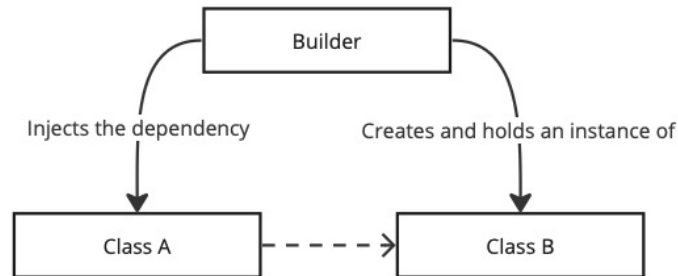 Builder
Injects the dependency
Creates and holds an instance of
Class A
Class B